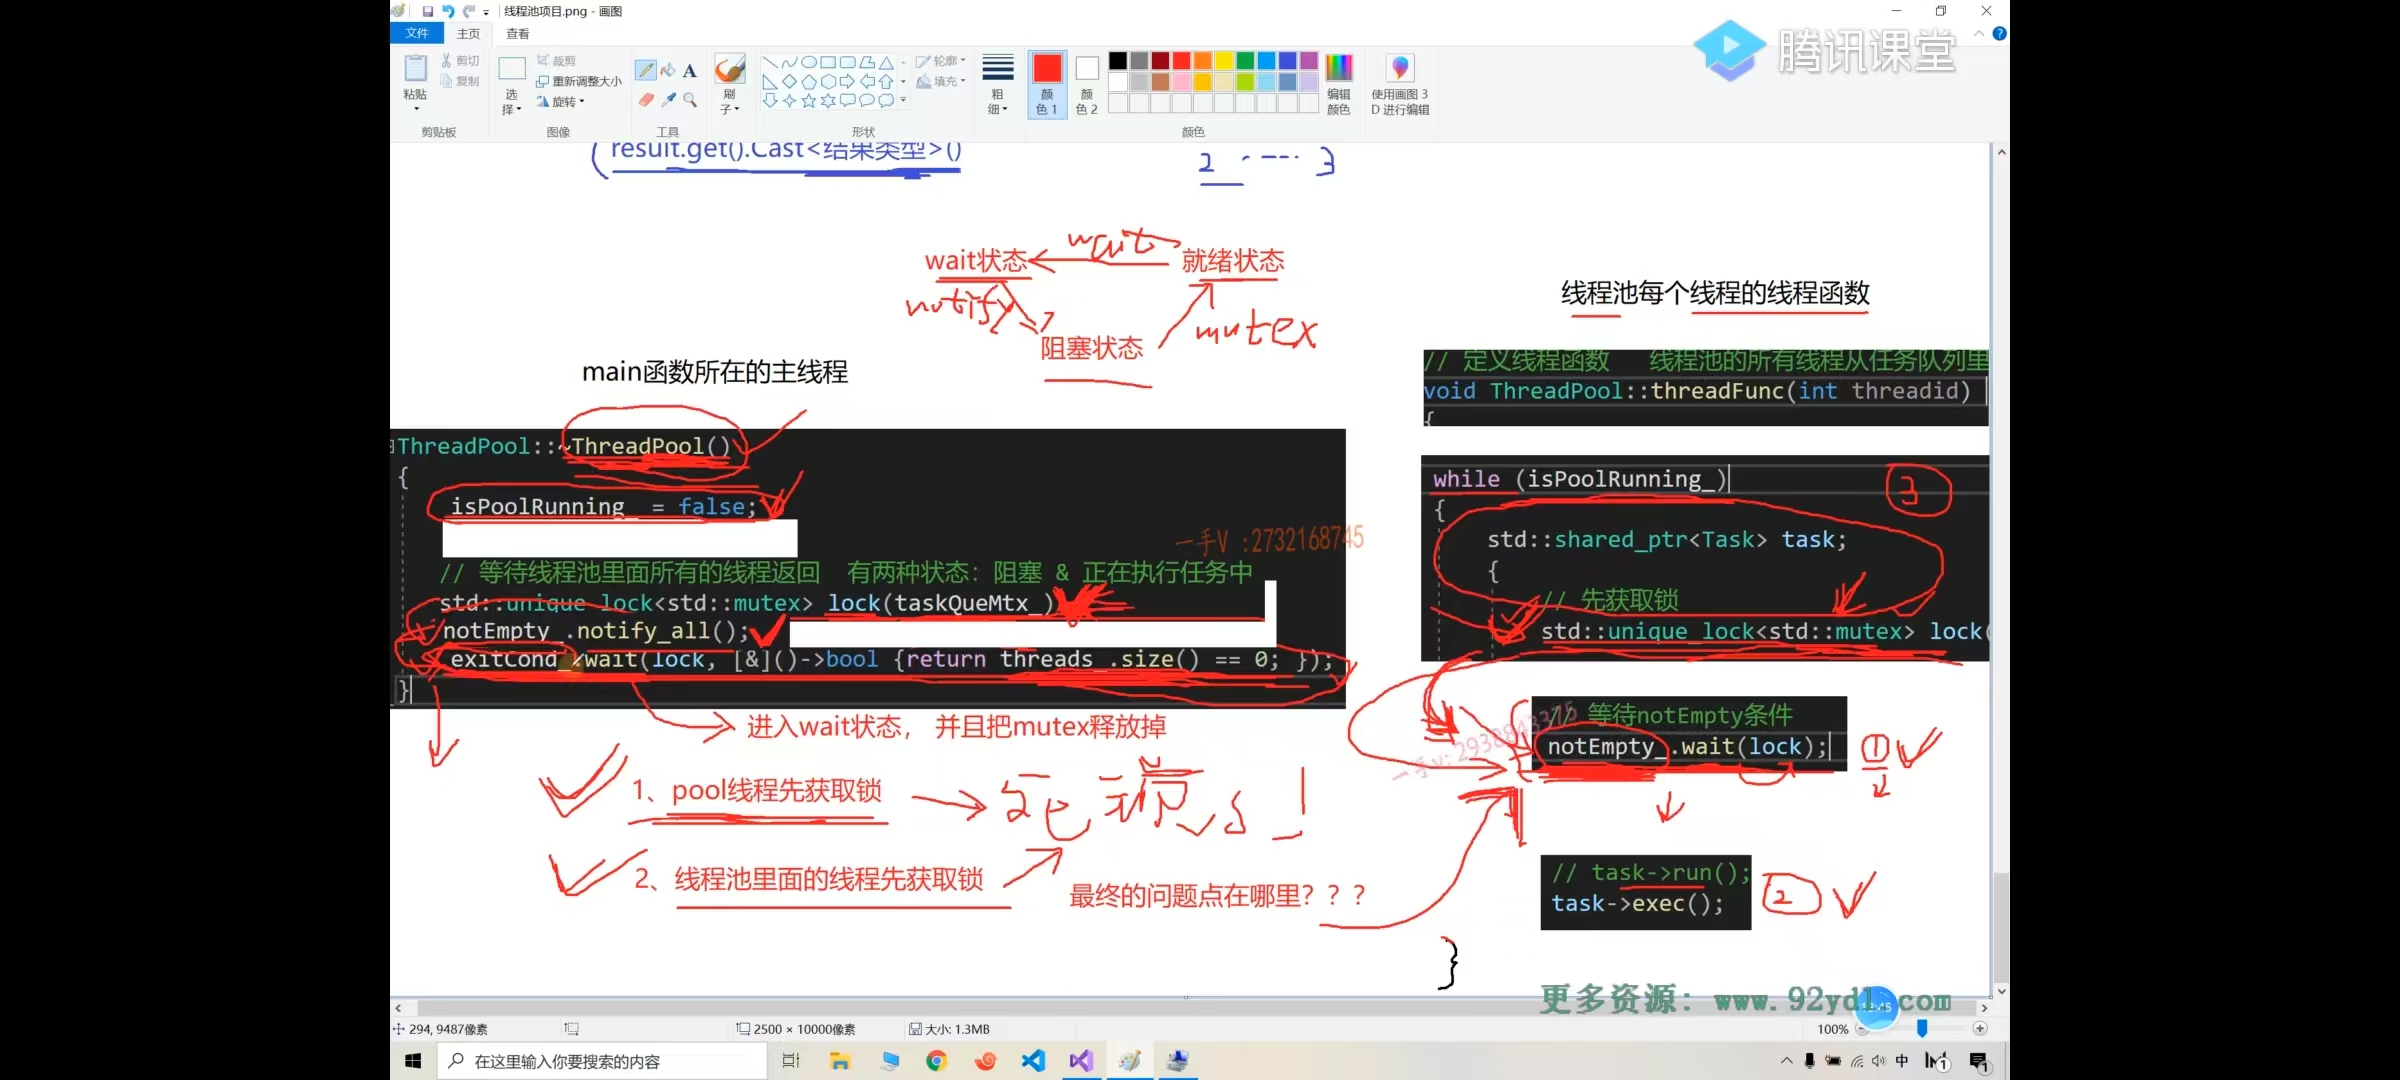 线程池项目.png - 画图
文件 主页 查看
腾讯课堂
粘贴 剪切 复制 剪贴板
选择 裁剪 重新调整大小 旋转 图像
工具
刷子
轮廓 填充 形状
粗细
颜色 1 颜色 2 编辑颜色 颜色
使用画图 3D 进行编辑
result.get().Cast<结果类型>()
2 3
wait状态 wait 就绪状态
notify 阻塞状态 mutex
main函数所在的主线程
ThreadPool::~ThreadPool()
{
isPoolRunning_ = false;
一手V :2732168745
// 等待线程池里面所有的线程返回 有两种状态: 阻塞 & 正在执行任务中
std::unique_lock<std::mutex> lock(taskQueMtx_)
notEmpty_.notify_all();
exitCond_.wait(lock, [&]()->bool {return threads_.size() == 0; });
}
进入wait状态, 并且把mutex释放掉
1、pool线程先获取锁
2、线程池里面的线程先获取锁
最终的问题点在哪里? ? ?
线程池每个线程的线程函数
// 定义线程函数 线程池的所有线程从任务队列里
void ThreadPool::threadFunc(int threadid)
{
while (isPoolRunning_) 3
{
std::shared_ptr<Task> task;
{
// 先获取锁
std::unique_lock<std::mutex> lock(
// 等待notEmpty条件
notEmpty_.wait(lock); 1
一手v:2938843375
// task->run();
task->exec(); 2
}
更多资源: www.92ydl.com
294, 9487像素 2500 × 10000像素 大小: 1.3MB 100%
在这里输入你要搜索的内容 中